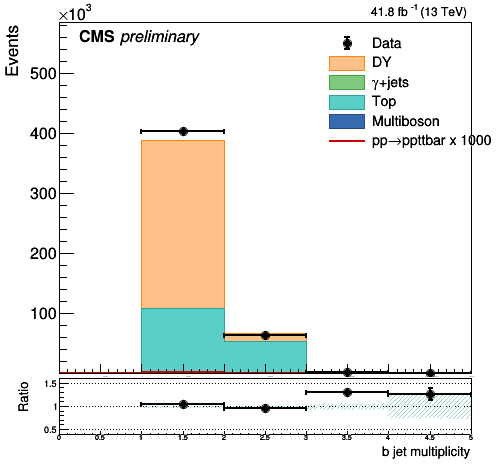 ×10³
41.8 fb⁻¹ (13 TeV)
CMS preliminary
Events
Data
DY
γ+jets
Top
Multiboson
pp→ppttbar x 1000
500
400
300
200
100
Ratio
1.5
1
0.5
0 0.5 1 1.5 2 2.5 3 3.5 4 4.5 5
b jet multiplicity